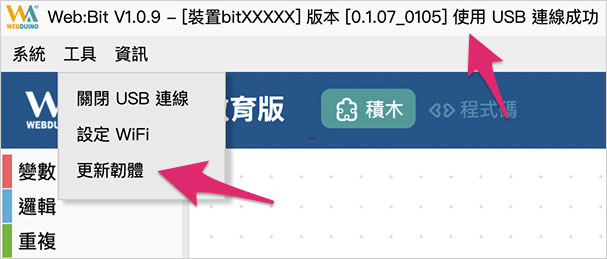 WEBDUINO
Web:Bit V1.0.9 – [裝置bitXXXXX] 版本 [0.1.07_0105] 使用 USB 連線成功
系統 工具 資訊
關閉 USB 連線
設定 WiFi
更新韌體
WEBDU
育版
積木
程式碼
變數
邏輯
重複